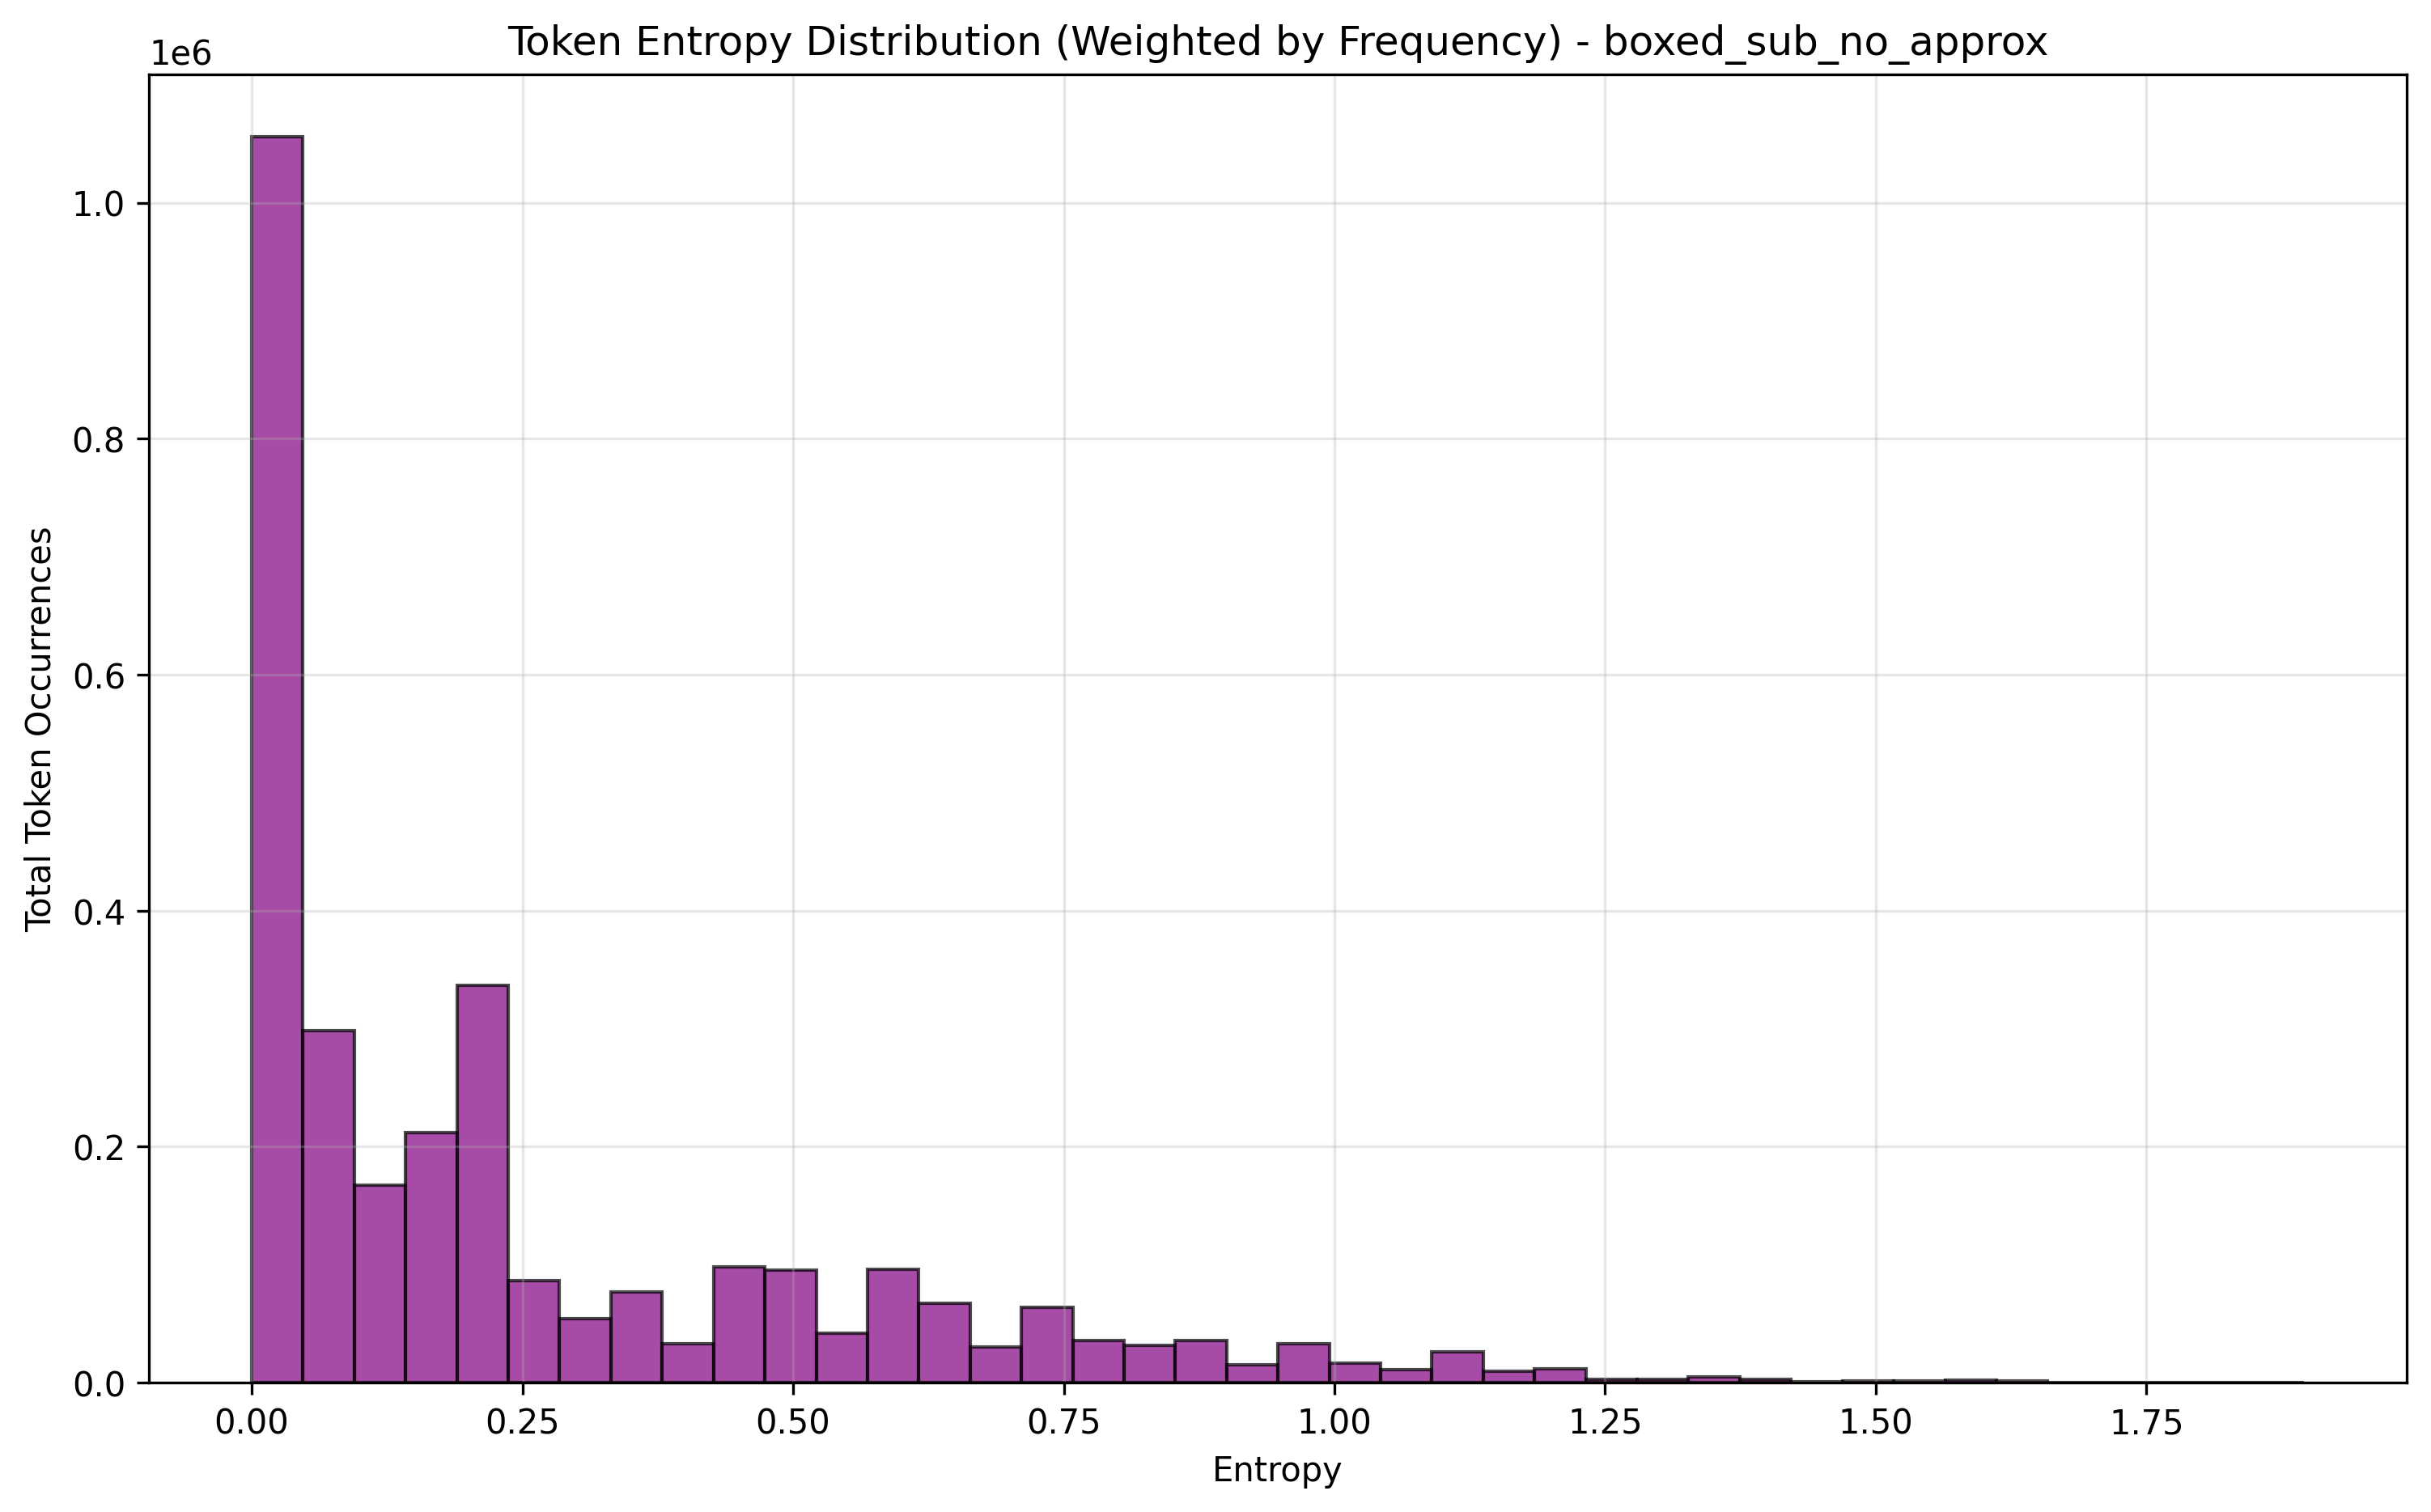 Token Entropy Distribution (Weighted by Frequency) - boxed_sub_no_approx
1e6
1.0
0.8
0.6
0.4
0.2
0.0
Total Token Occurrences
0.00 0.25 0.50 0.75 1.00 1.25 1.50 1.75
Entropy